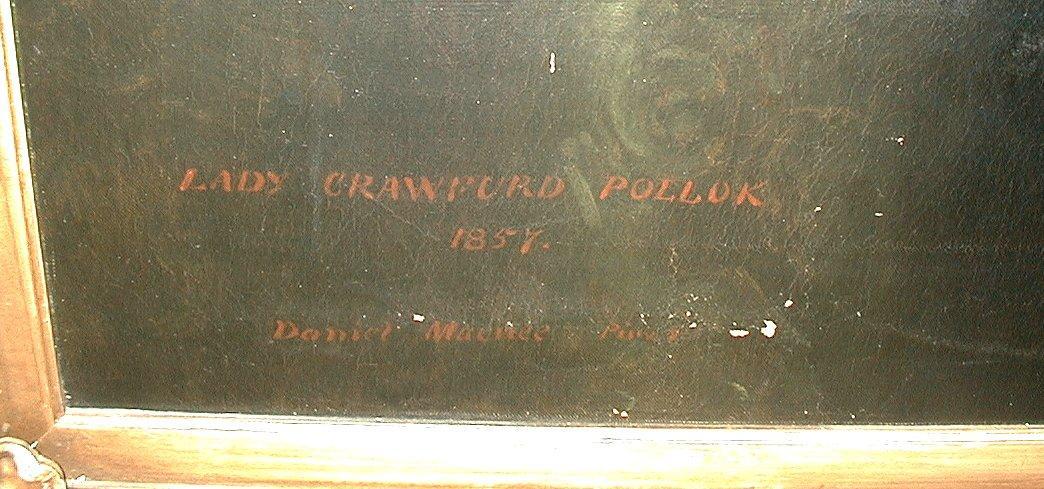 LADY CRAWFURD POLLOK
1857.
Daniel Macnee